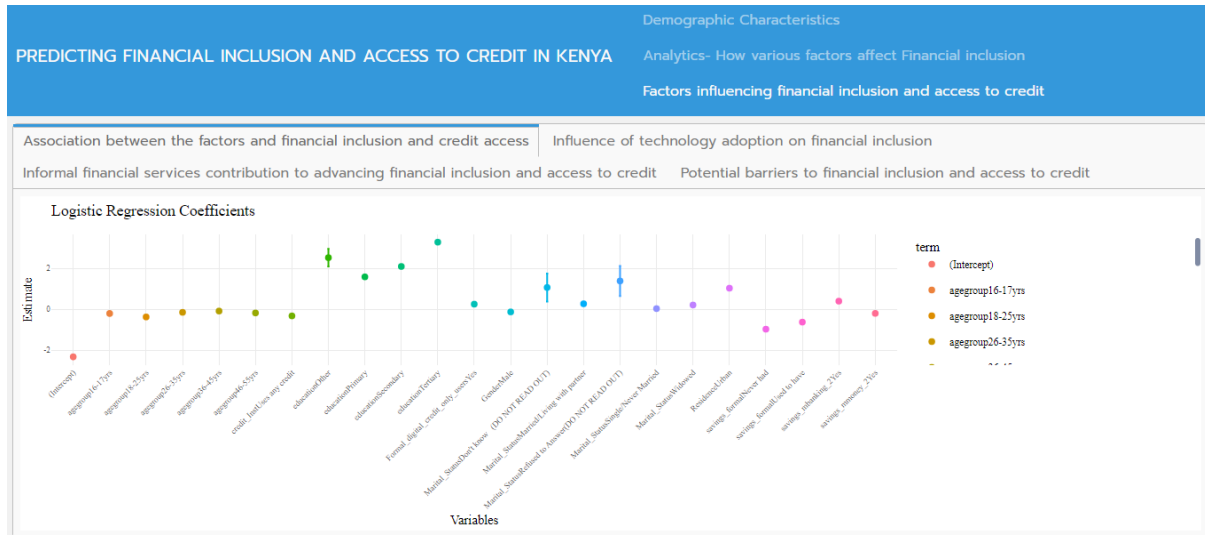 PREDICTING FINANCIAL INCLUSION AND ACCESS TO CREDIT IN KENYA
Demographic Characteristics
Analytics- How various factors affect Financial inclusion
Factors influencing financial inclusion and access to credit
Association between the factors and financial inclusion and credit access
Influence of technology adoption on financial inclusion
Informal financial services contribution to advancing financial inclusion and access to credit
Potential barriers to financial inclusion and access to credit
Logistic Regression Coefficients
Estimate
2
0
-2
(Intercept)
agegroup16-17yrs
agegroup18-25yrs
agegroup26-35yrs
agegroup36-45yrs
agegroup46-55yrs
credit_1nstUses any credit
educationOther
educationPrimary
educationSecondary
educationTertiary
Formal_digital_credit_only_usersYes
GenderMale
Marital_StatusDon't know (DO NOT READ OUT)
Marital_StatusMarried/Living with partner
Marital_StatusRefused to Answer(DO NOT READ OUT)
Marital_StatusSingle/Never Married
Marital_StatusWidowed
ResidenceUrban
savings_formalNever had
savings_formalUsed to have
savings_mbanking_2Yes
savings_mmoney_2Yes
Variables
term
(Intercept)
agegroup16-17yrs
agegroup18-25yrs
agegroup26-35yrs